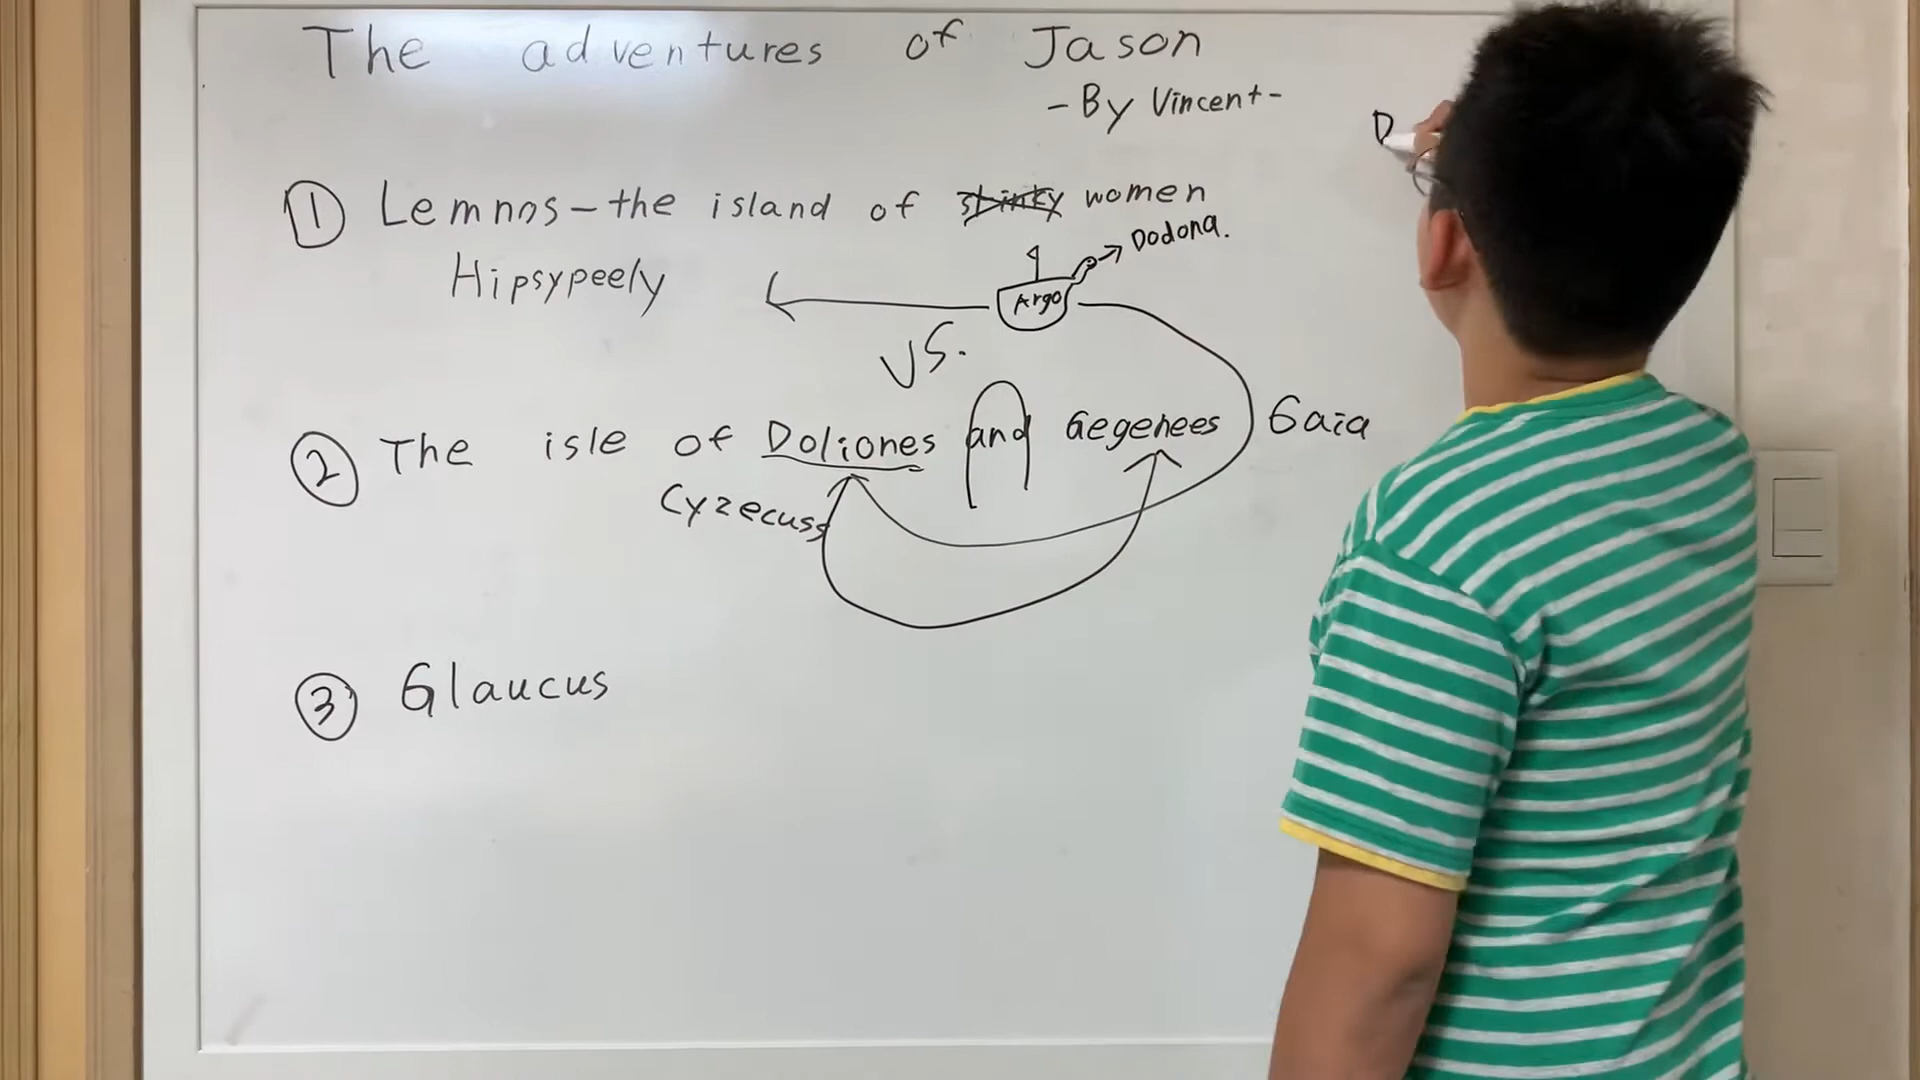 The adventures of Jason
- By Vincent -
D
① Lemnos - the island of stinky women
Dodona.
Hipsypeely
Argo
VS.
② The isle of Doliones and Gegenees Gaia
Cyzecuss
③ Glaucus